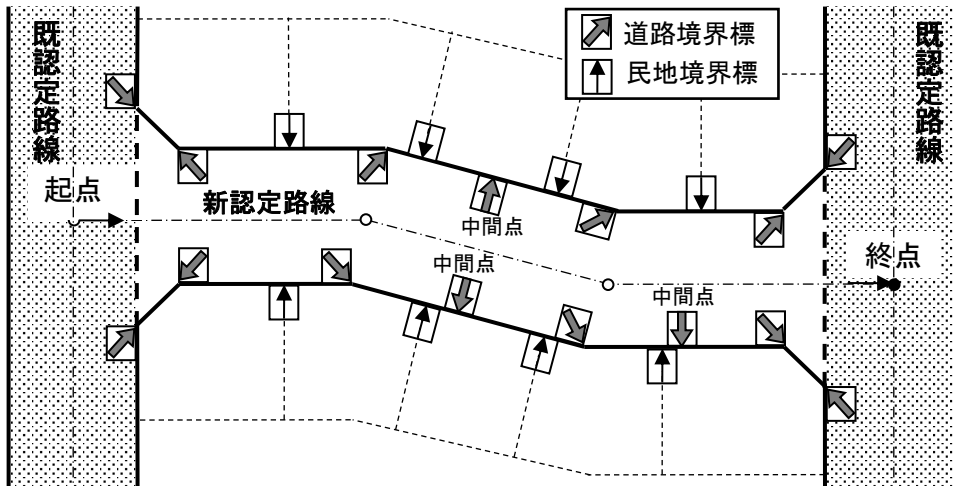 既認定路線
道路境界標
民地境界標
既認定路線
起点
新認定路線
中間点
中間点
終点
中間点